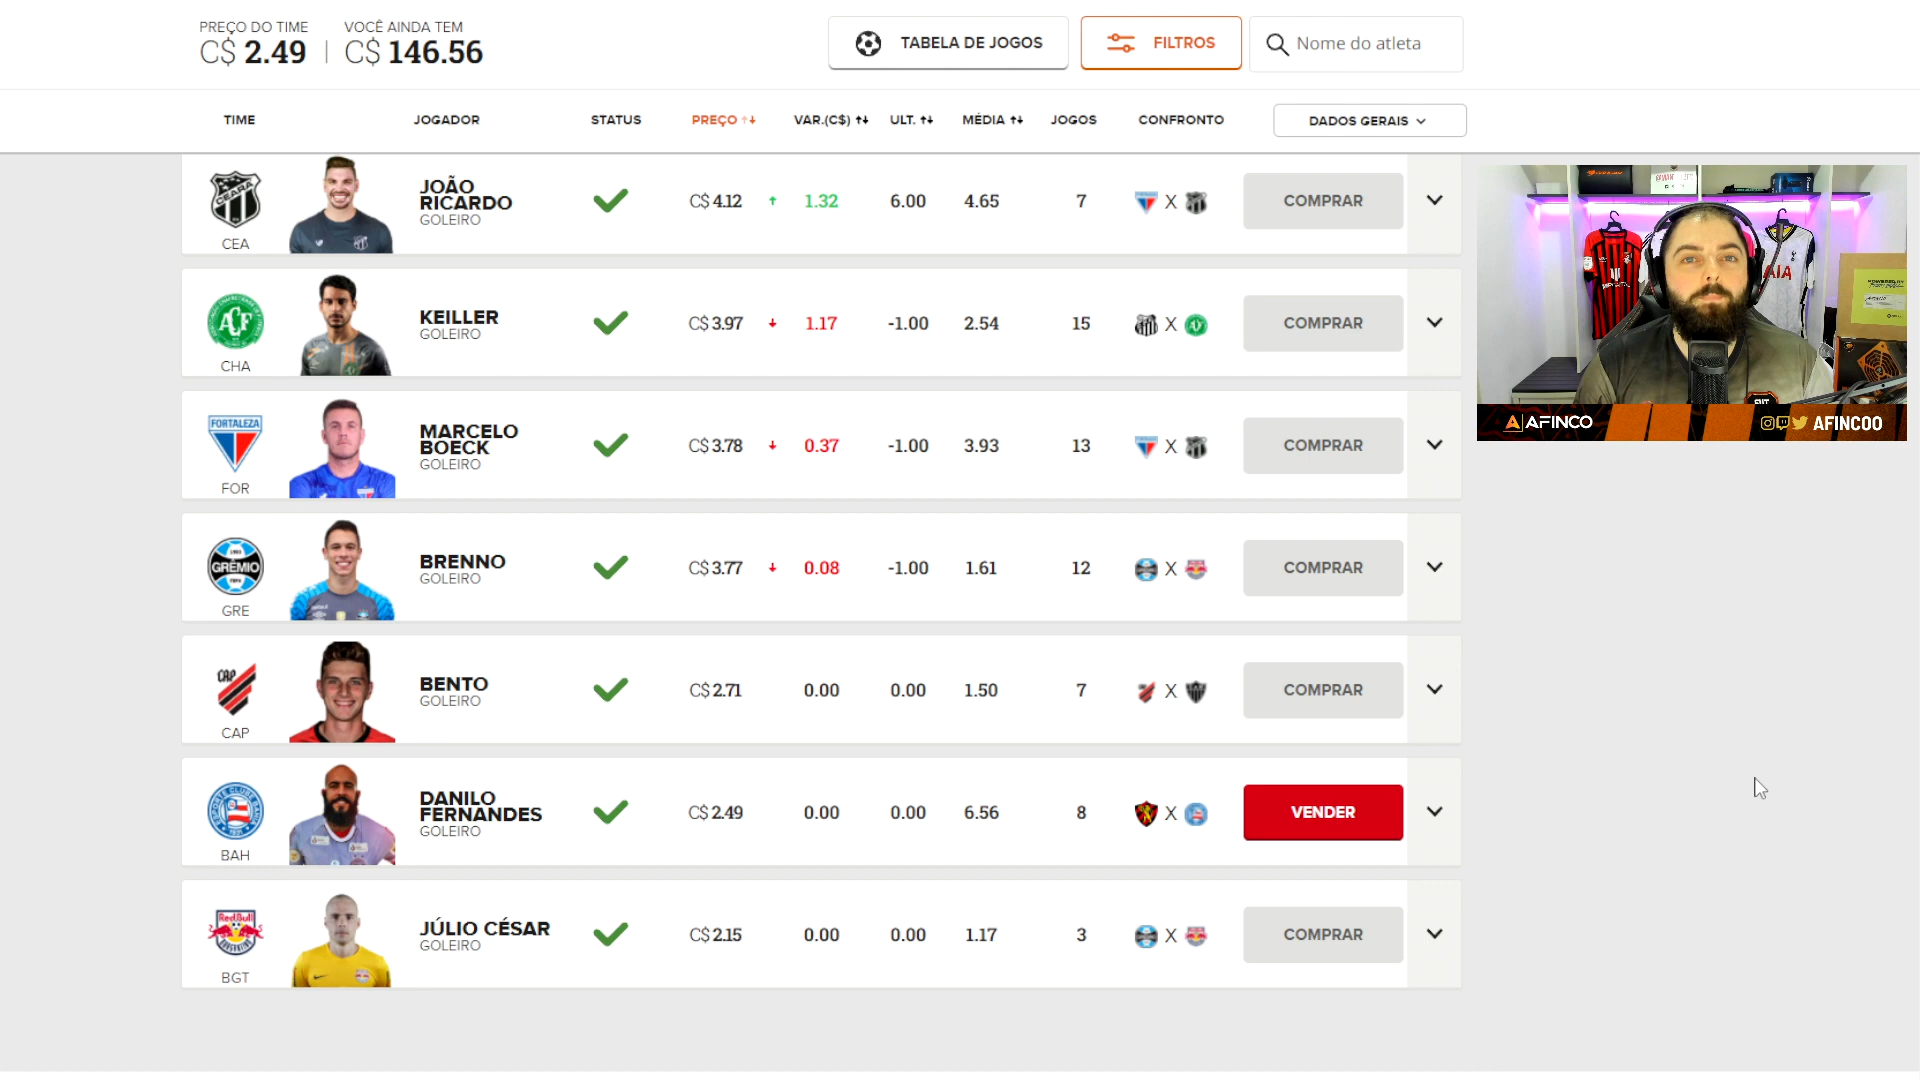 PREÇO DO TIME
C$ 2.49
VOCÊ AINDA TEM
C$ 146.56
TABELA DE JOGOS
FILTROS
Nome do atleta
TIME JOGADOR STATUS PREÇO VAR.(C$) ULT. MÉDIA JOGOS CONFRONTO DADOS GERAIS
CEARÁ
CEA
JOÃO
RICARDO
GOLEIRO
C$ 4.12 1.32 6.00 4.65 7 X COMPRAR
CHA
KEILLER
GOLEIRO
C$ 3.97 1.17 -1.00 2.54 15 X COMPRAR
FORTALEZA
FOR
MARCELO
BOECK
GOLEIRO
C$ 3.78 0.37 -1.00 3.93 13 X COMPRAR
GRÊMIO
GRE
BRENNO
GOLEIRO
C$ 3.77 0.08 -1.00 1.61 12 X COMPRAR
CAP
CAP
BENTO
GOLEIRO
C$ 2.71 0.00 0.00 1.50 7 X COMPRAR
BAH
DANILO
FERNANDES
GOLEIRO
C$ 2.49 0.00 0.00 6.56 8 X VENDER
Red Bull
BGT
JÚLIO CÉSAR
GOLEIRO
C$ 2.15 0.00 0.00 1.17 3 X COMPRAR
AIA
AFINCO
AFINCOO